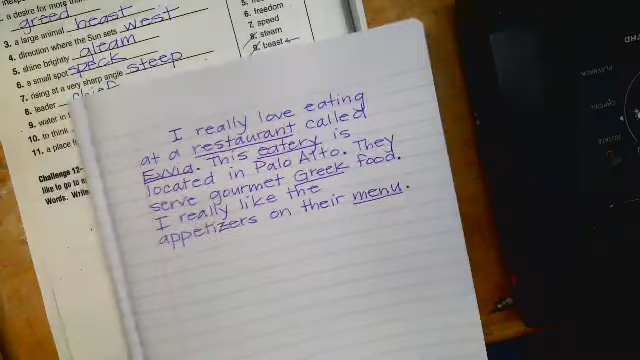 a desire for more than
greed
beast
3. a large animal
4. direction where the Sun sets west
5. shine brightly gleam
6. a small spot speck
7. rising at a very sharp angle steep
8. leader
9. water in
10. to think
11. a place
Challenge 12–
like to go to
Words. Write
6. freedom
7. speed
8. steam
9. beast
I really love eating
at a restaurant called
Evvia. This eatery is
located in Palo Alto. They
serve gourmet Greek food.
I really like the
appetizers on their menu.